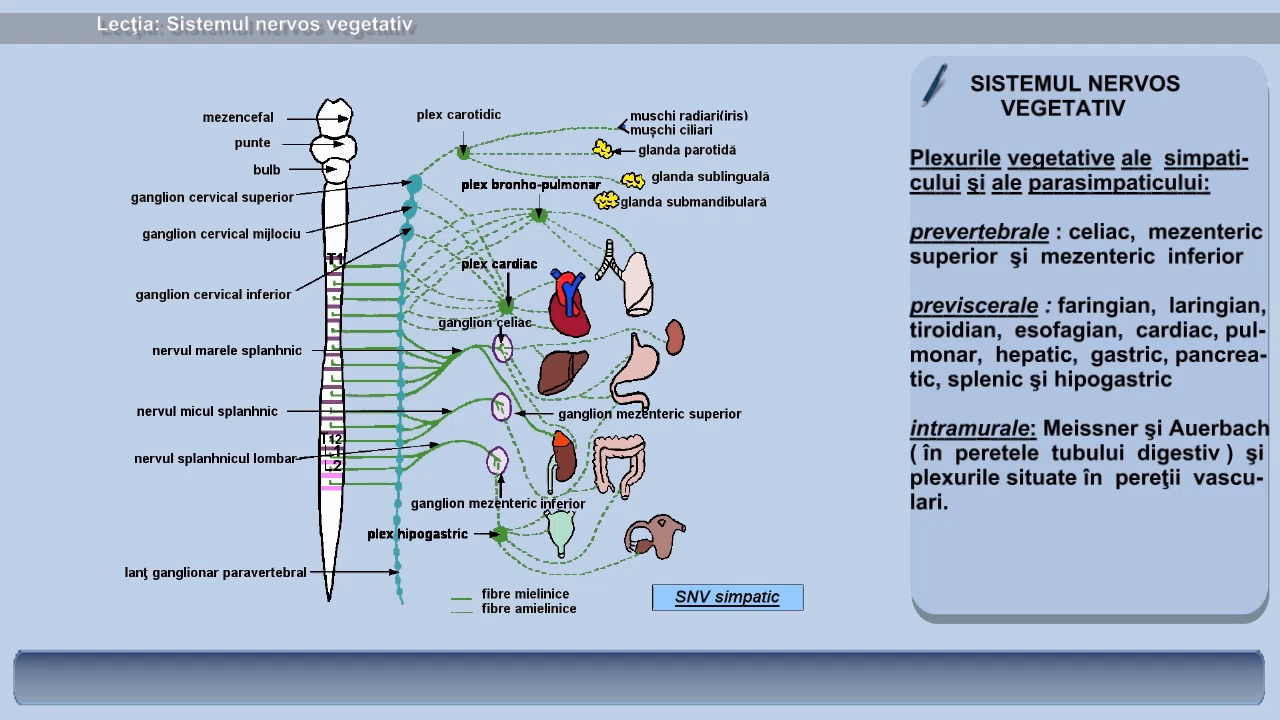 Lecţia: Sistemul nervos vegetativ
mezencefal
punte
bulb
ganglion cervical superior
ganglion cervical mijlociu
ganglion cervical inferior
nervul marele splanhnic
nervul micul splanhnic
nervul splanhnicul lombar
lanţ ganglionar paravertebral
T1
T12
L1
L2
plex carotidic
muschi radiari(iris)
muşchi ciliari
glanda parotidă
glanda sublinguală
plex bronho-pulmonar
glanda submandibulară
plex cardiac
ganglion celiac
ganglion mezenteric superior
ganglion mezenteric inferior
plex hipogastric
fibre mielinice
fibre amielinice
SNV simpatic
SISTEMUL NERVOS
VEGETATIV
Plexurile vegetative ale simpati-
cului şi ale parasimpaticului:
prevertebrale : celiac, mezenteric
superior şi mezenteric inferior
previscerale : faringian, laringian,
tiroidian, esofagian, cardiac, pul-
monar, hepatic, gastric, pancrea-
tic, splenic şi hipogastric
intramurale: Meissner şi Auerbach
( în peretele tubului digestiv ) şi
plexurile situate în pereţii vascu-
lari.